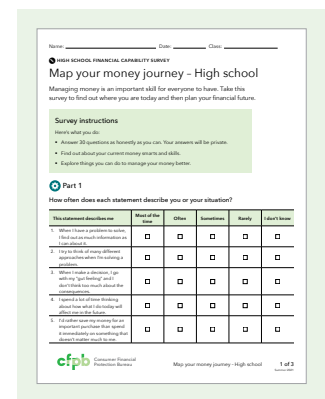 Name: Date: Class:
HIGH SCHOOL FINANCIAL CAPABILITY SURVEY
Map your money journey – High school
Managing money is an important skill for everyone to have. Take this
survey to find out where you are today and then plan your financial future.
Survey instructions
Here's what you do:
• Answer 30 questions as honestly as you can. Your answers will be private.
• Find out about your current money smarts and skills.
• Explore things you can do to manage your money better.
Part 1
How often does each statement describe you or your situation?
This statement describes me Most of the time Often Sometimes Rarely I don't know
1. When I have a problem to solve,
I find out as much information as
I can about it.
2. I try to think of many different
approaches when I'm solving a
problem.
3. When I make a decision, I go
with my "gut feeling" and I
don't think too much about the
consequences.
4. I spend a lot of time thinking
about how what I do today will
affect me in the future.
5. I'd rather save my money for an
important purchase than spend
it immediately on something that
doesn't matter much to me.
cfpb Consumer Financial
Protection Bureau
Map your money journey –High school 1 of 3